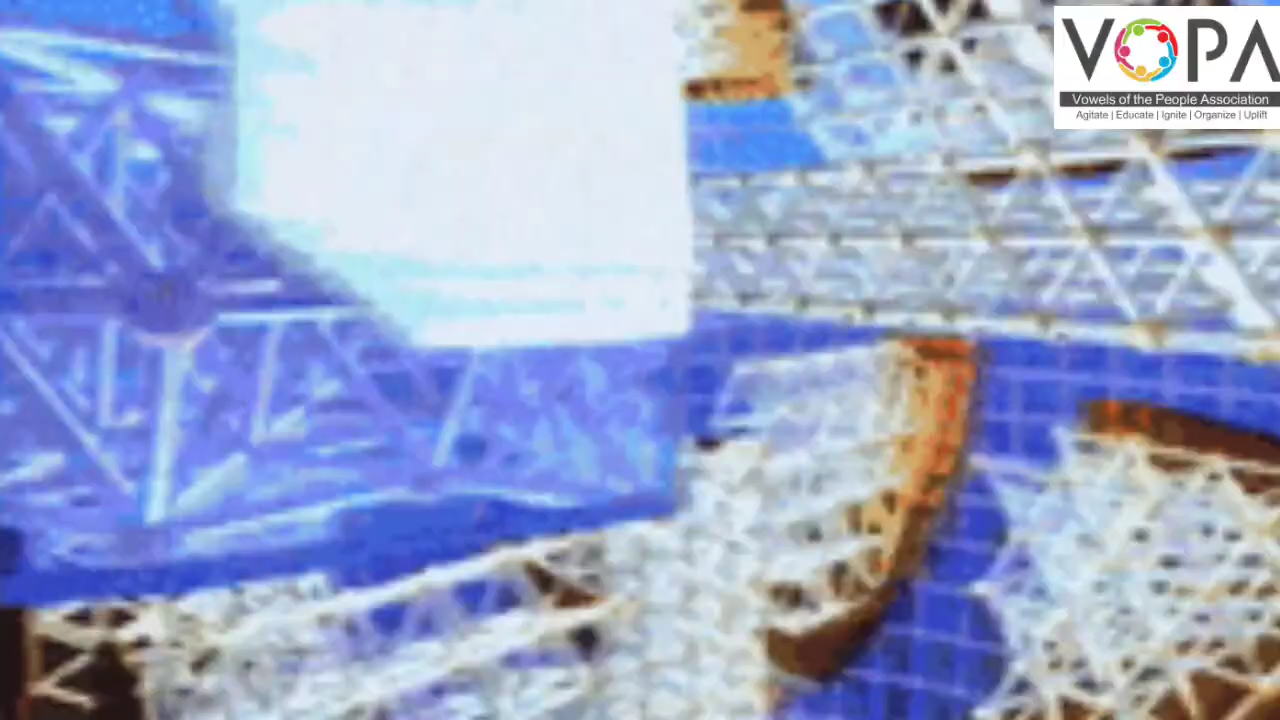 VOPA
Vowels of the People Association
Agitate | Educate | Ignite | Organize | Uplift